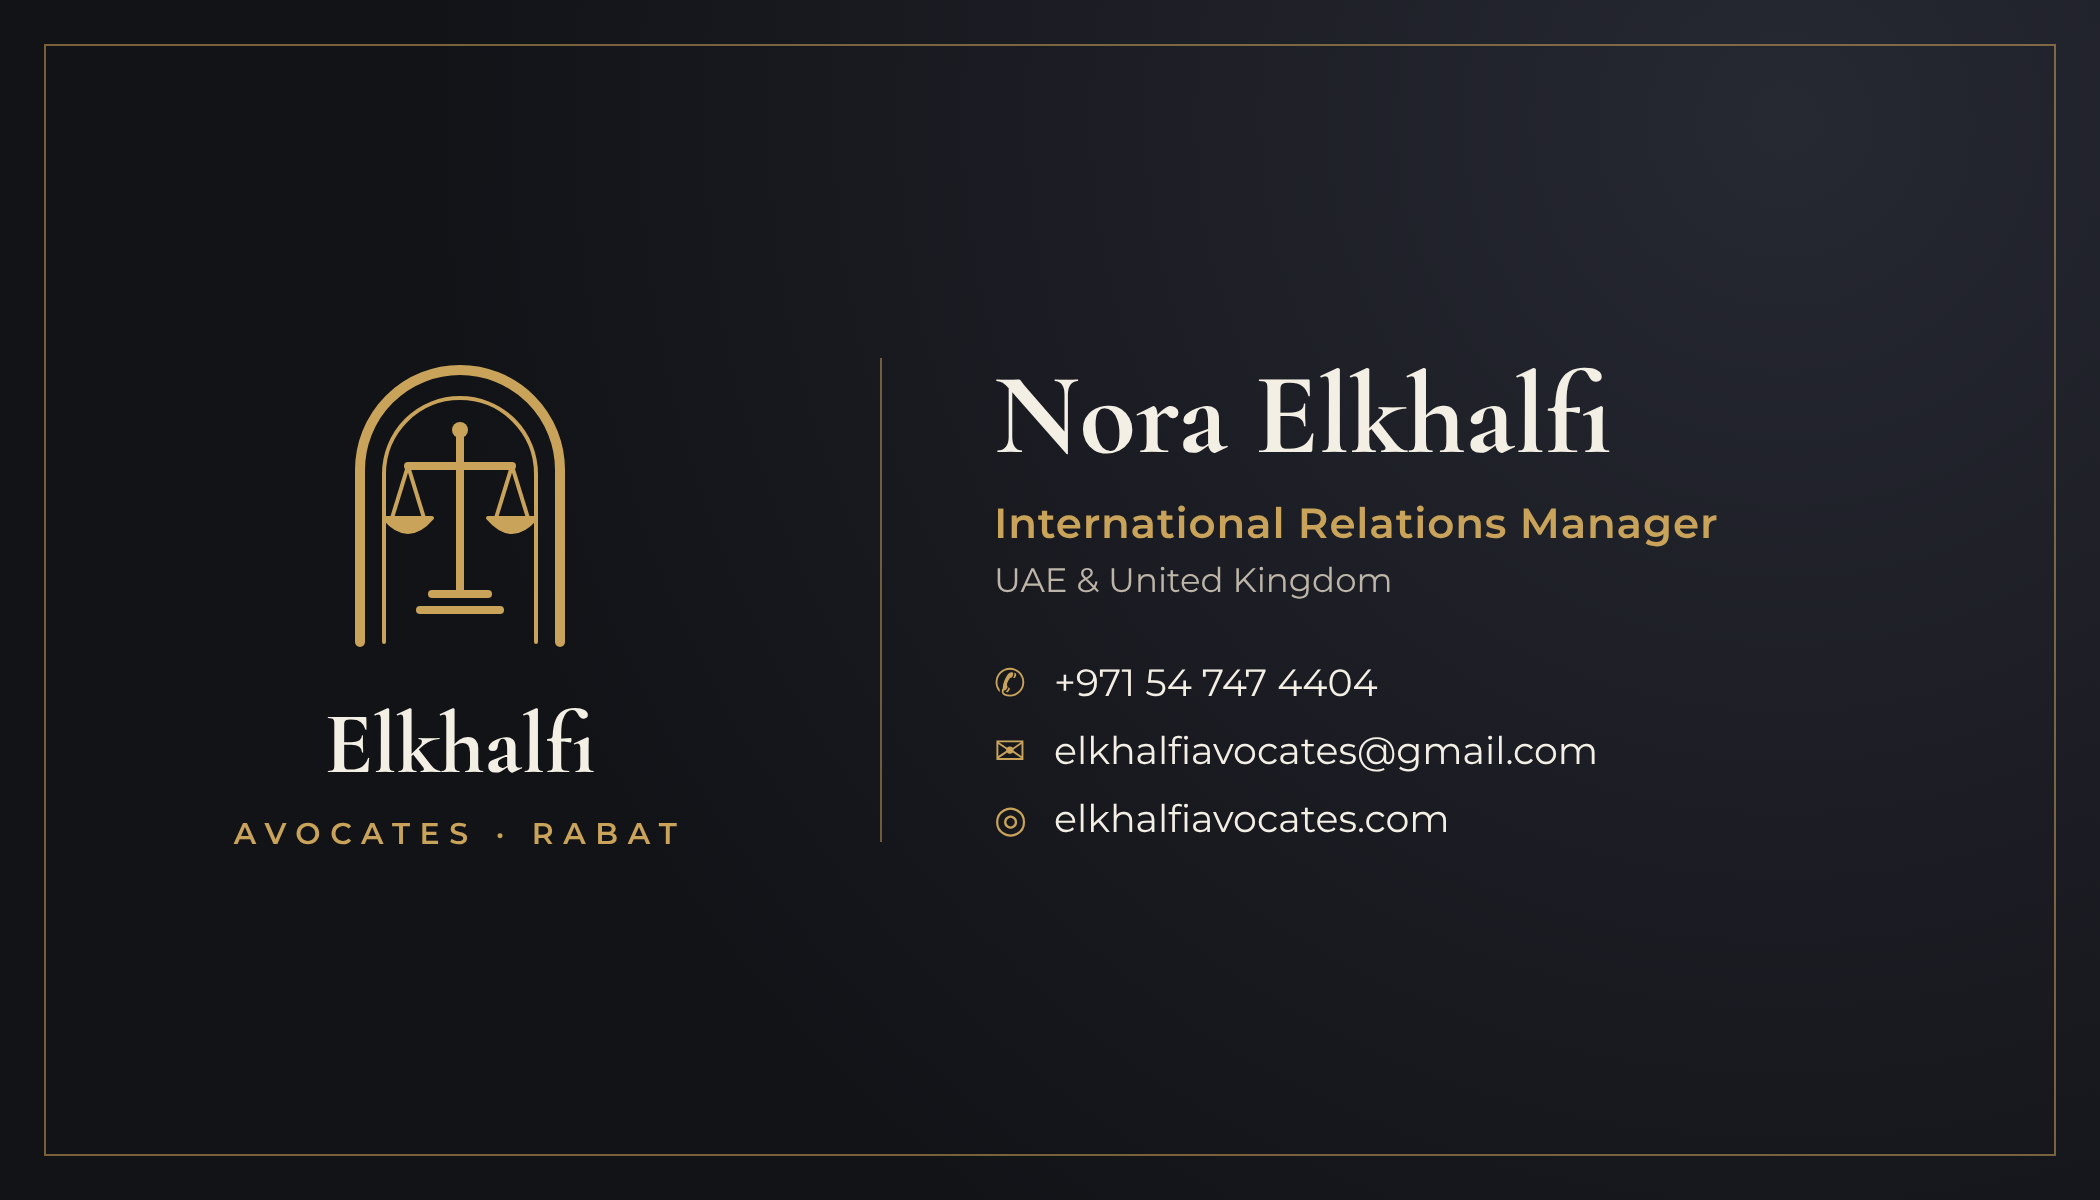 Elkhalfi
AVOCATES · RABAT
Nora Elkhalfi
International Relations Manager
UAE & United Kingdom
✆ +971 54 747 4404
✉ elkhalfiavocates@gmail.com
◎ elkhalfiavocates.com